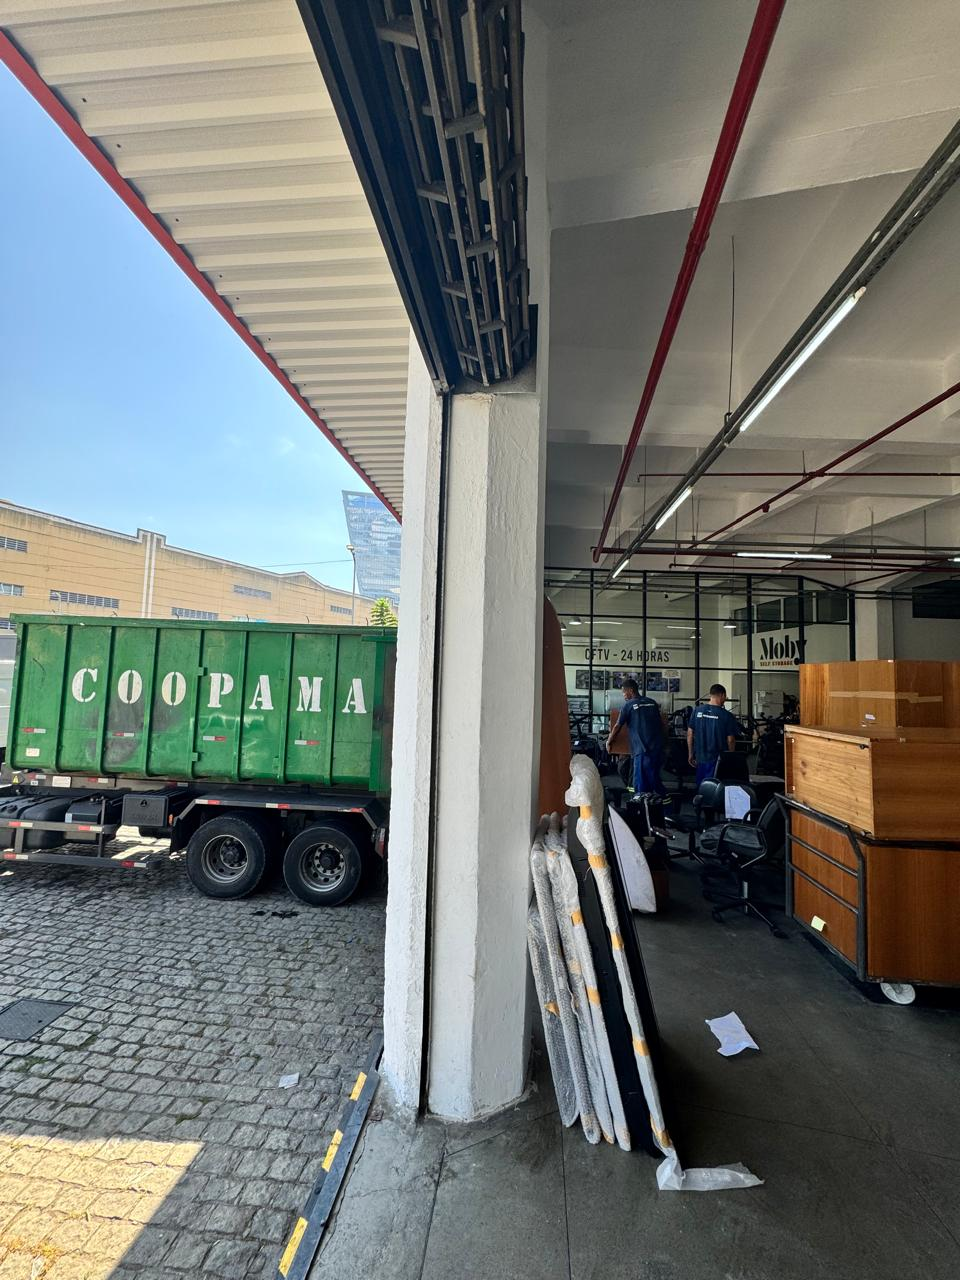 COOPAMA
CFTV - 24 HORAS
Moby
SELF STORAGE